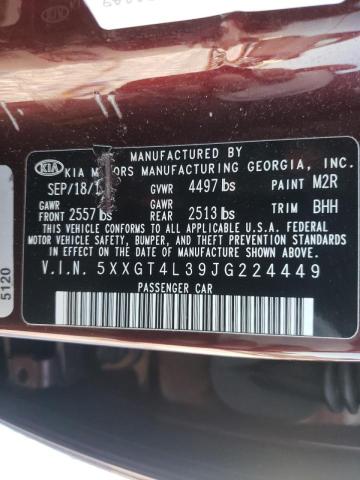 MANUFACTURED BY
KIA KIA MOTORS MANUFACTURING GEORGIA, INC.
SEP/18/1 GVWR 4497 lbs PAINT M2R
GAWR GAWR
FRONT 2557 lbs REAR 2513 lbs TRIM BHH
THIS VEHICLE CONFORMS TO ALL APPLICABLE U.S.A. FEDERAL
MOTOR VEHICLE SAFETY, BUMPER, AND THEFT PREVENTION
STANDARDS IN EFFECT ON THE DATE OF MANUFACTURE SHOWN ABOVE.
V.I.N. 5XXGT4L39JG224449
PASSENGER CAR
5120